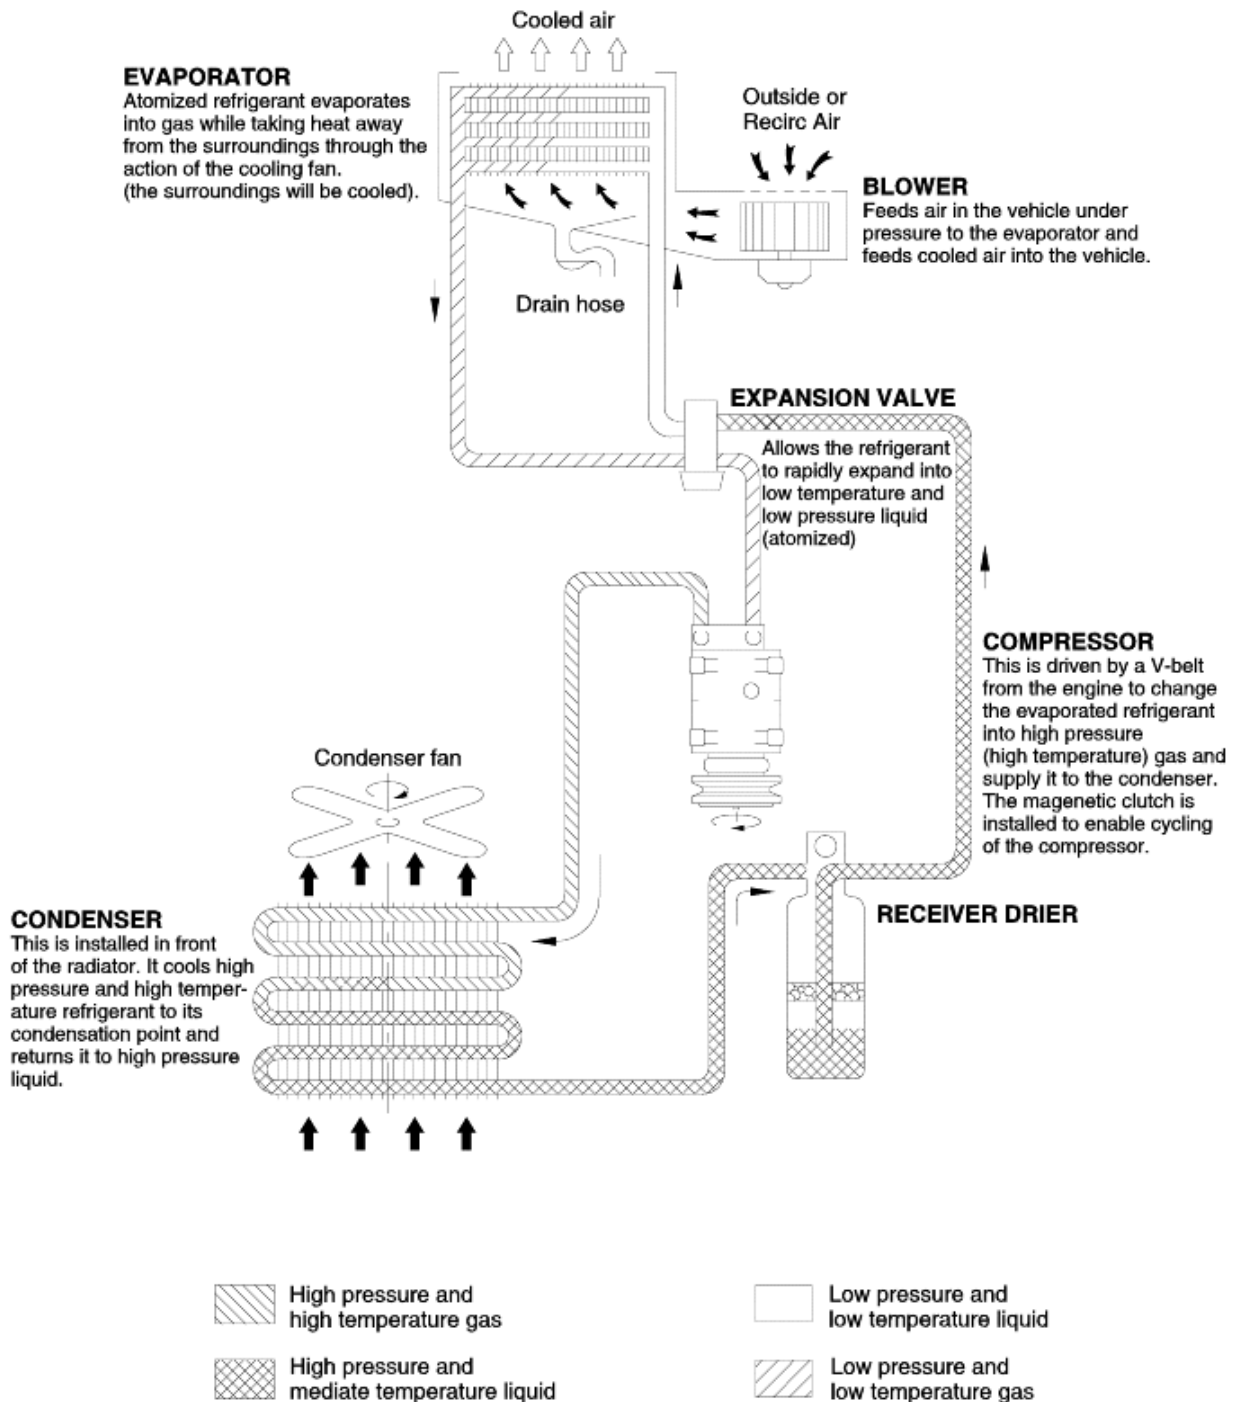 Cooled air
EVAPORATOR
Atomized refrigerant evaporates
into gas while taking heat away
from the surroundings through the
action of the cooling fan.
(the surroundings will be cooled).
Outside or
Recirc Air
BLOWER
Feeds air in the vehicle under
pressure to the evaporator and
feeds cooled air into the vehicle.
Drain hose
EXPANSION VALVE
Allows the refrigerant
to rapidly expand into
low temperature and
low pressure liquid
(atomized)
COMPRESSOR
This is driven by a V-belt
from the engine to change
the evaporated refrigerant
into high pressure
(high temperature) gas and
supply it to the condenser.
The magenetic clutch is
installed to enable cycling
of the compressor.
Condenser fan
CONDENSER
This is installed in front
of the radiator. It cools high
pressure and high temper-
ature refrigerant to its
condensation point and
returns it to high pressure
liquid.
RECEIVER DRIER
High pressure and
high temperature gas
Low pressure and
low temperature liquid
High pressure and
mediate temperature liquid
Low pressure and
low temperature gas